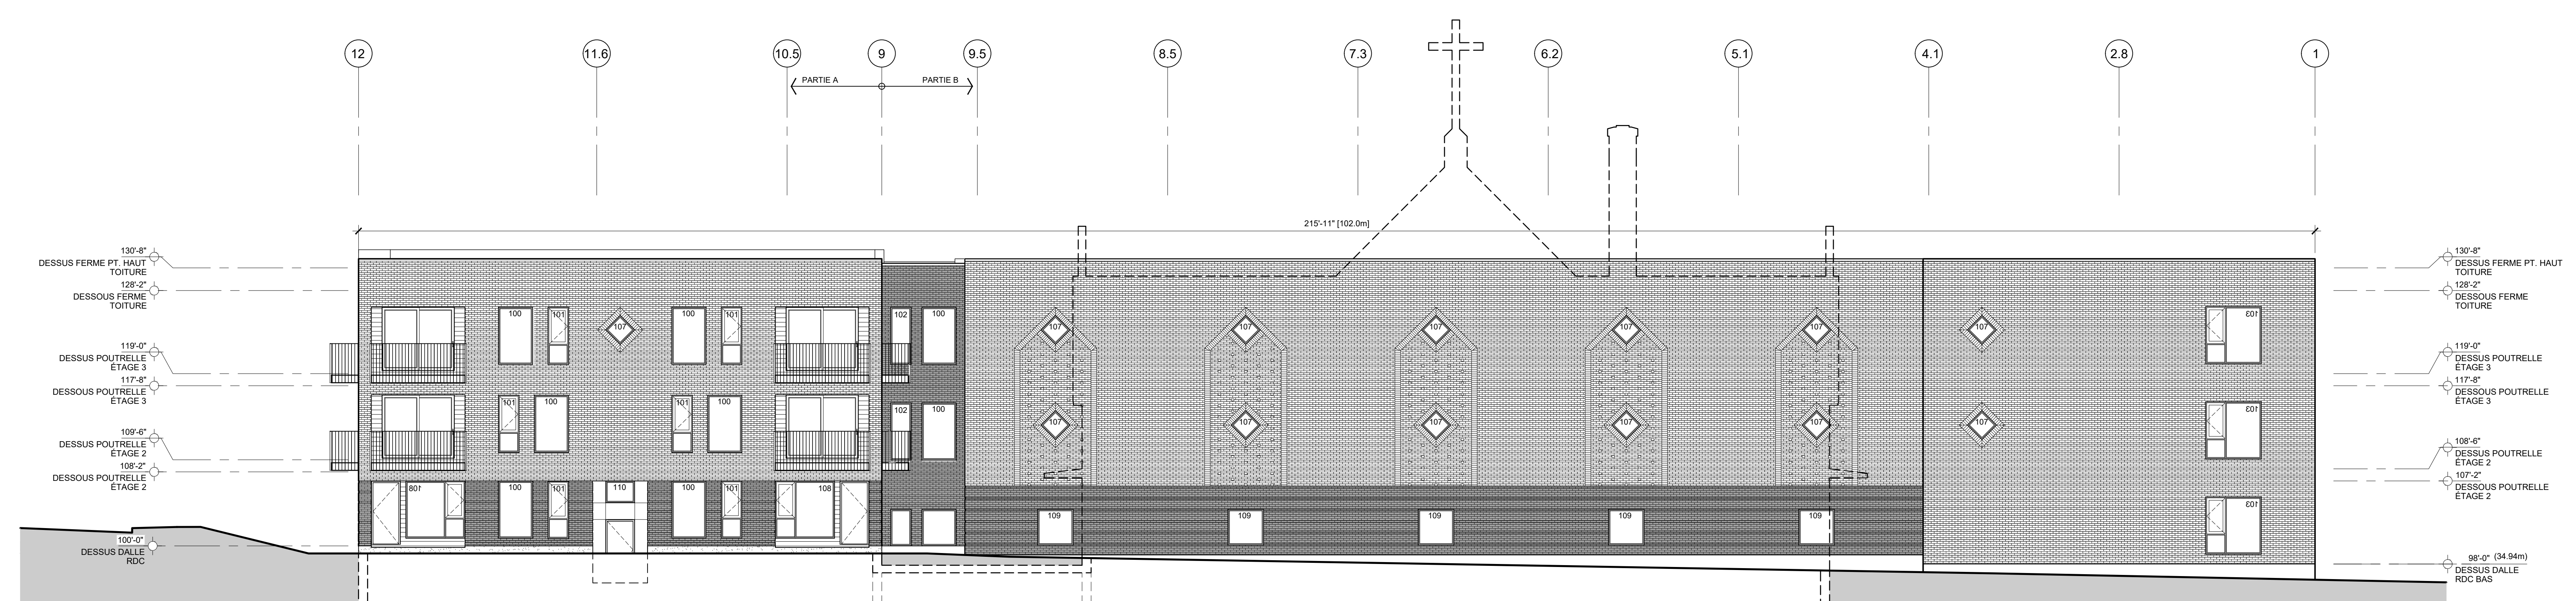 12
11.6
10.5
9
9.5
8.5
7.3
6.2
5.1
4.1
2.8
1
PARTIE A
PARTIE B
215'-11" [102.0m]
130'-8"
DESSUS FERME PT. HAUT
TOITURE
128'-2"
DESSOUS FERME
TOITURE
119'-0"
DESSUS POUTRELLE
ÉTAGE 3
117'-8"
DESSOUS POUTRELLE
ÉTAGE 3
109'-6"
DESSUS POUTRELLE
ÉTAGE 2
108'-2"
DESSOUS POUTRELLE
ÉTAGE 2
100'-0"
DESSUS DALLE
RDC
100
101
107
100
101
102
100
107
107
107
107
107
107
103
101
100
101
100
102
100
107
107
107
107
107
107
103
108
100
101
110
100
101
108
109
109
109
109
109
103
130'-8"
DESSUS FERME PT. HAUT
TOITURE
128'-2"
DESSOUS FERME
TOITURE
119'-0"
DESSUS POUTRELLE
ÉTAGE 3
117'-8"
DESSOUS POUTRELLE
ÉTAGE 3
108'-6"
DESSUS POUTRELLE
ÉTAGE 2
107'-2"
DESSOUS POUTRELLE
ÉTAGE 2
98'-0" (34.94m)
DESSUS DALLE
RDC BAS